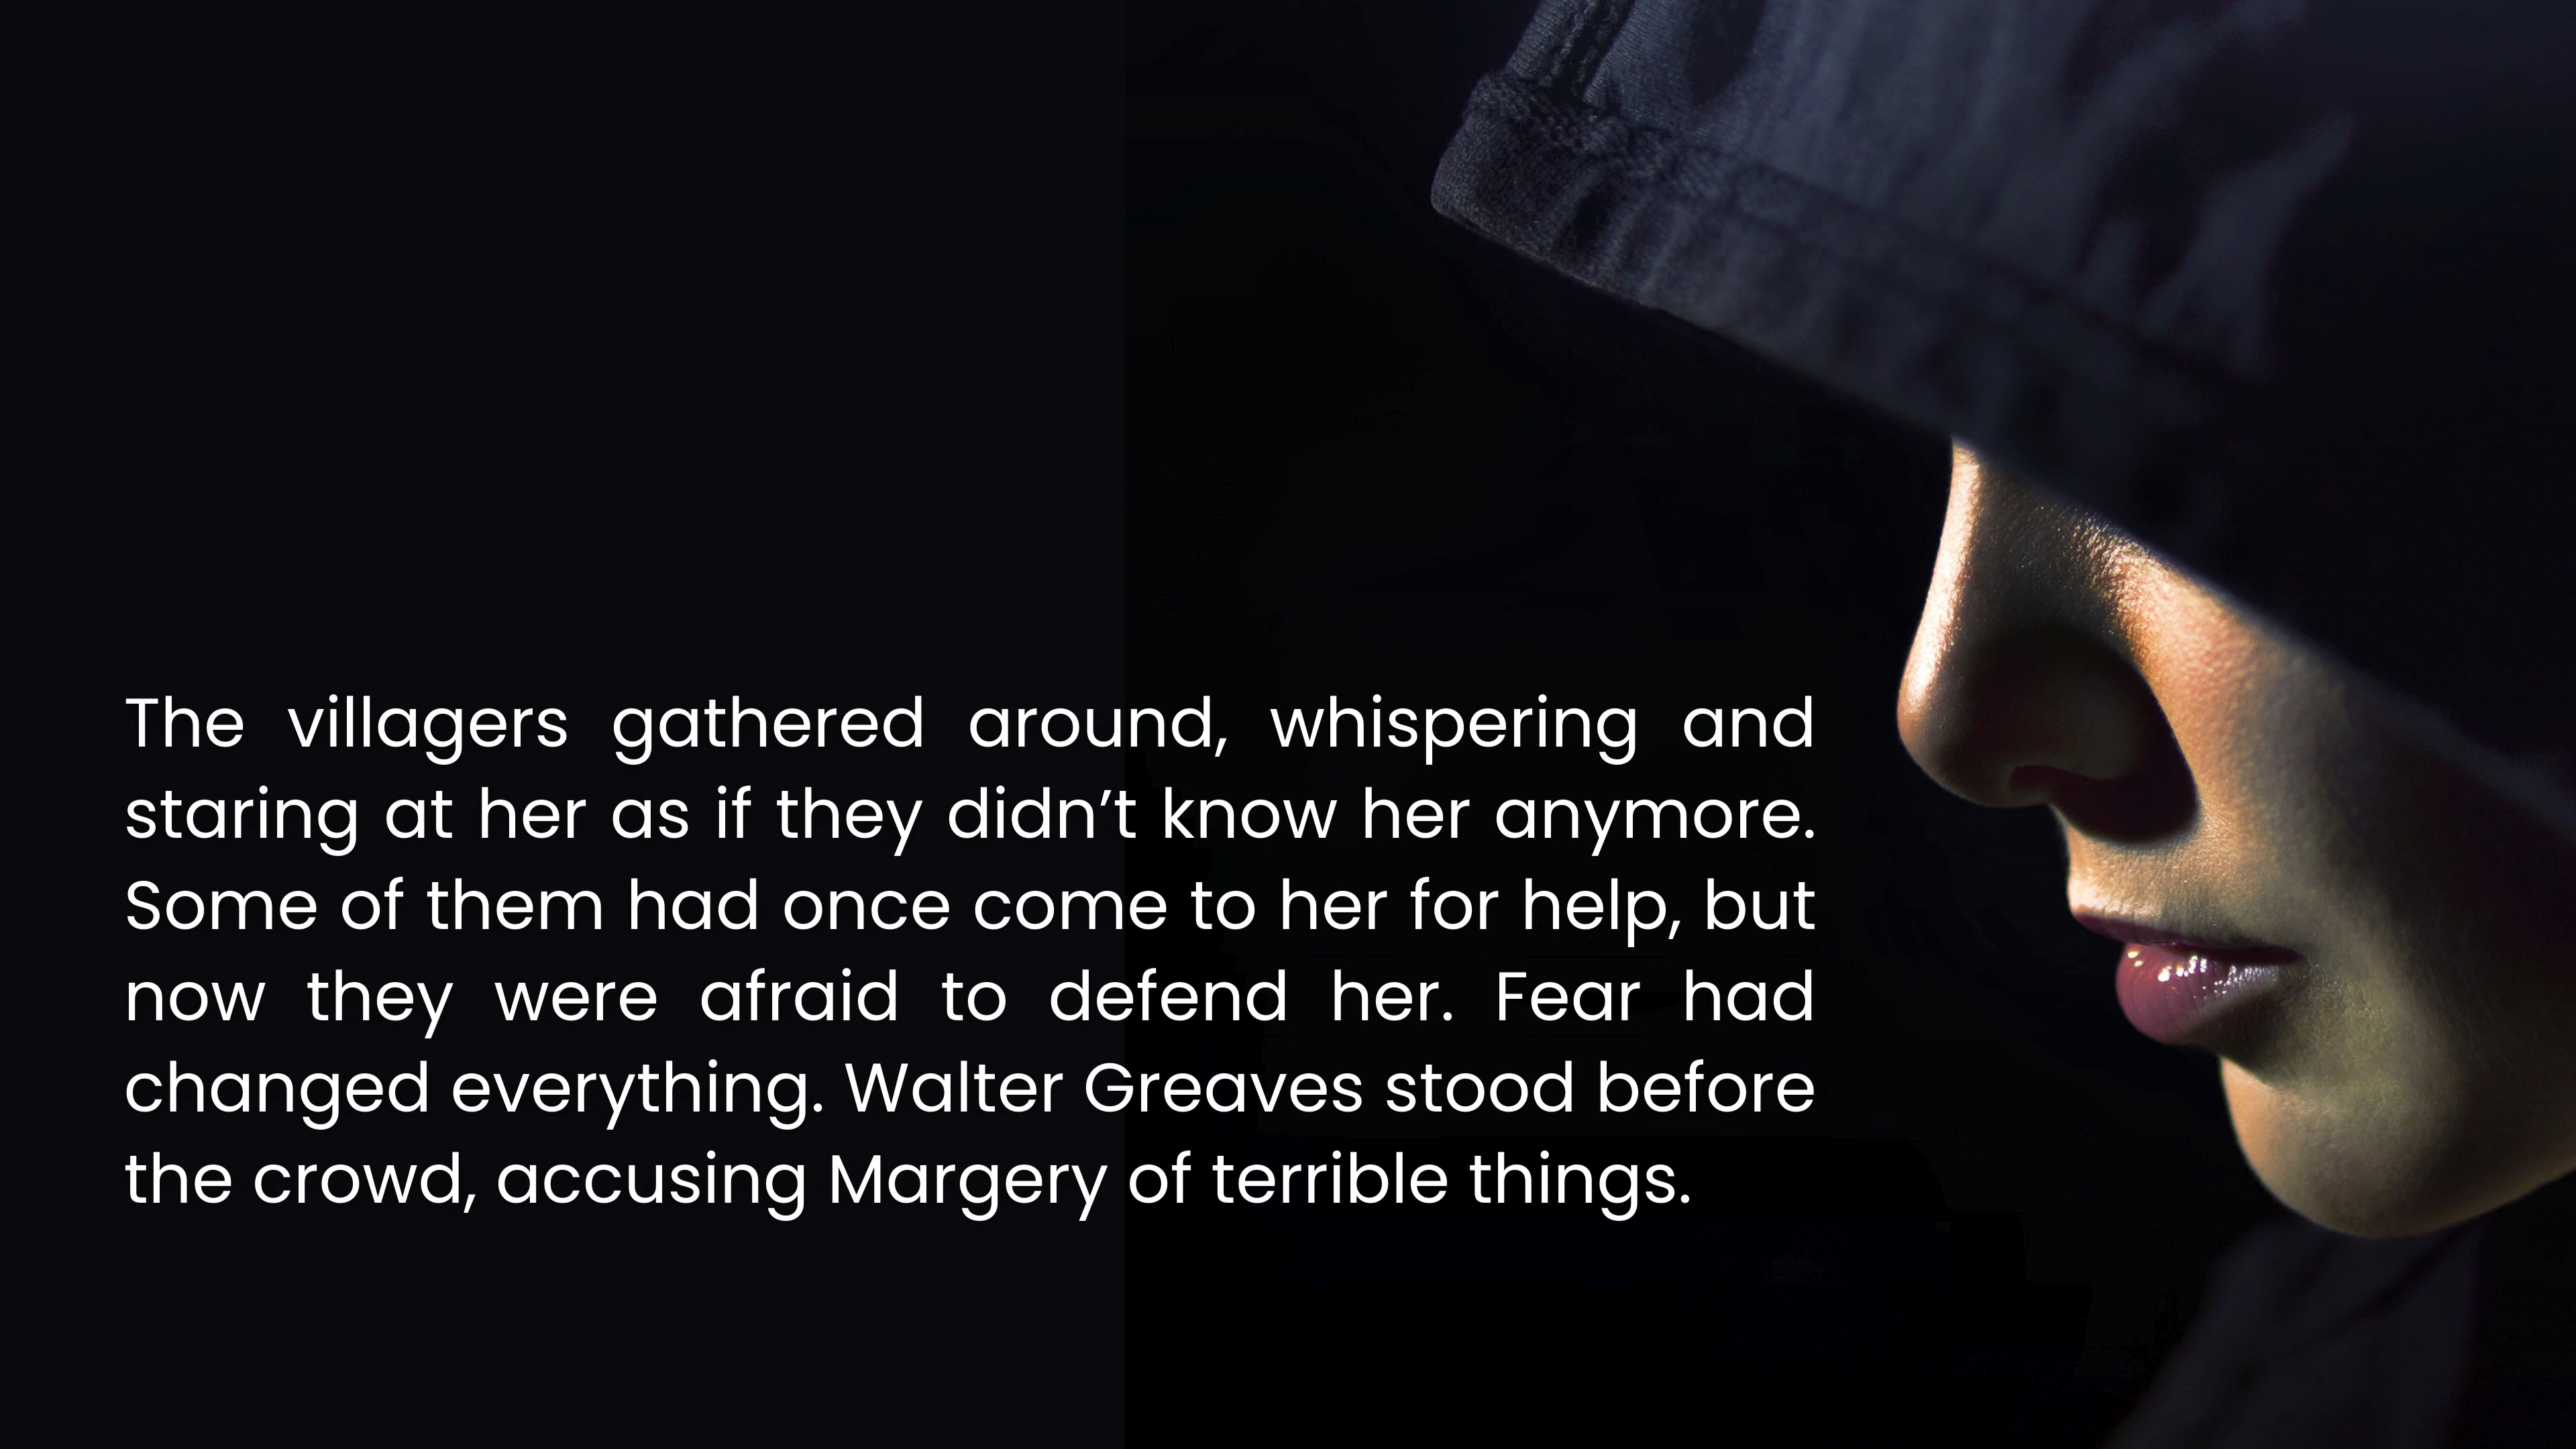 The villagers gathered around, whispering and
staring at her as if they didn’t know her anymore.
Some of them had once come to her for help, but
now they were afraid to defend her. Fear had
changed everything. Walter Greaves stood before
the crowd, accusing Margery of terrible things.